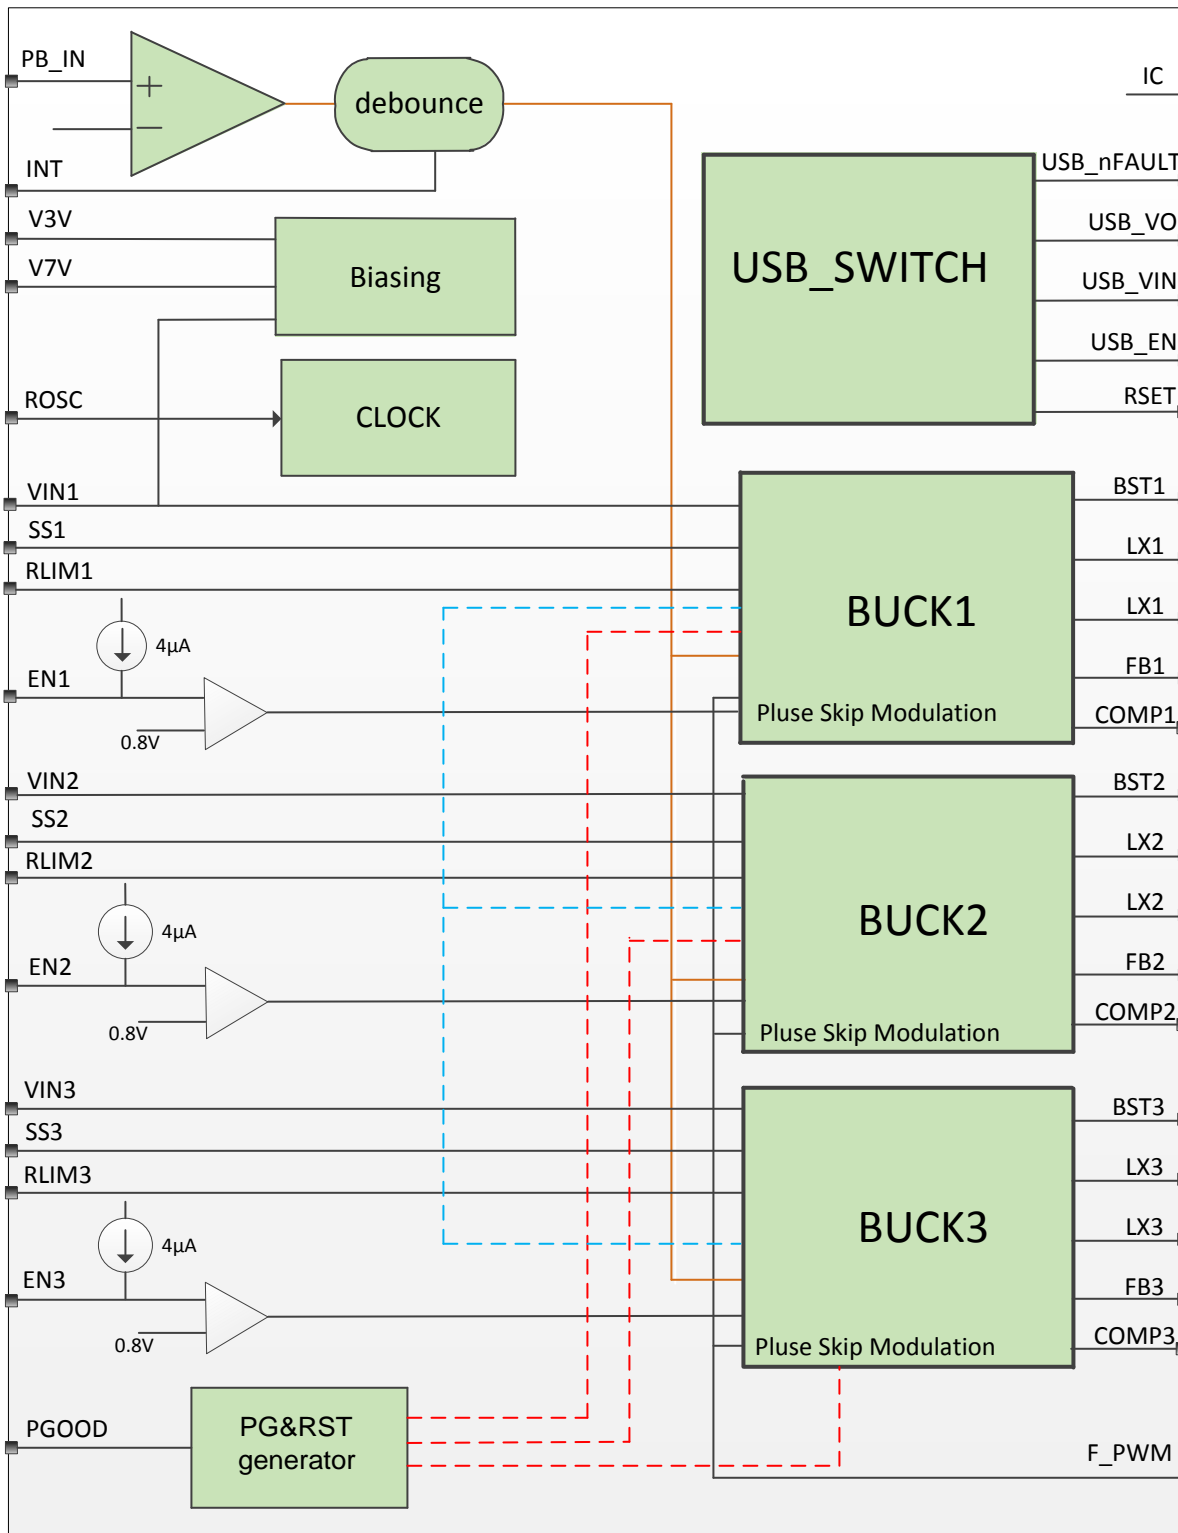 PB_IN
+
debounce
IC
−
INT
USB_nFAULT
V3V
USB_VO
V7V
Biasing
USB_SWITCH
USB_VIN
USB_EN
ROSC
CLOCK
RSET
VIN1
BST1
SS1
LX1
RLIM1
BUCK1
LX1
4µA
EN1
FB1
Pluse Skip Modulation
COMP1
0.8V
VIN2
BST2
SS2
LX2
RLIM2
BUCK2
LX2
4µA
EN2
FB2
COMP2
0.8V
Pluse Skip Modulation
VIN3
BST3
SS3
LX3
RLIM3
BUCK3
LX3
4µA
EN3
FB3
0.8V
Pluse Skip Modulation
COMP3
PGOOD
PG&RST
generator
F_PWM